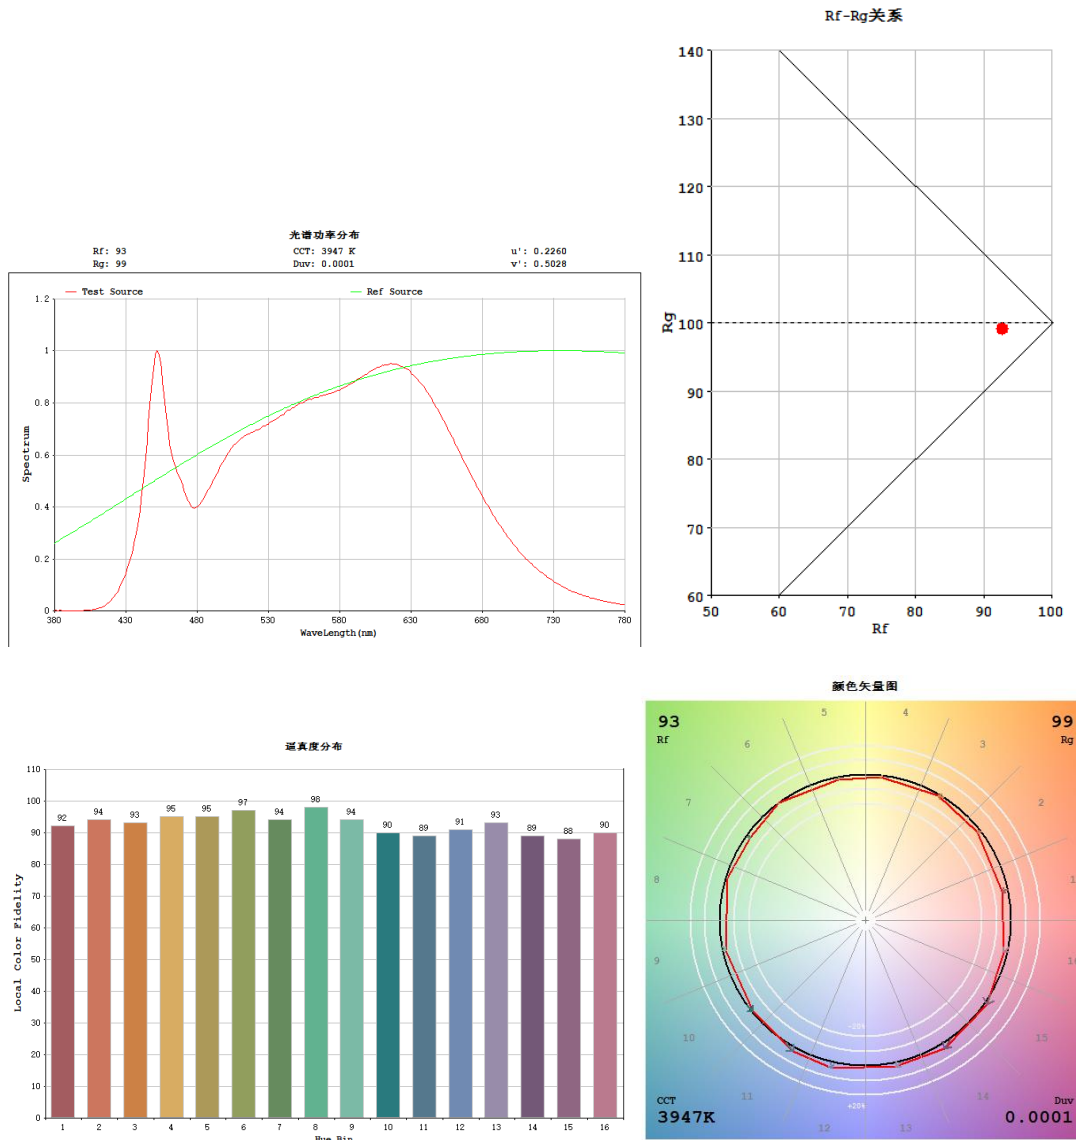 Rf-Rg关系
140
130
120
110
100
90
80
70
60
Rg
50 60 70 80 90 100
Rf
光谱功率分布
Rf: 93 CCT: 3947 K u': 0.2260
Rg: 99 Duv: 0.0001 v': 0.5028
Test Source Ref Source
1.2
1
0.8
0.6
0.4
0.2
0
Spectrum
380 430 480 530 580 630 680 730 780
WaveLength(nm)
逼真度分布
110
100
90
80
70
60
50
40
30
20
10
0
Local Color Fidelity
92 94 93 95 95 97 94 98 94 90 89 91 93 89 88 90
1 2 3 4 5 6 7 8 9 10 11 12 13 14 15 16
Hue Bin
颜色矢量图
93
Rf
99
Rg
5 4
6 3
7 2
8 1
9 16
10 15
11 14
12 13
-20%
+20%
CCT
3947K
Duv
0.0001